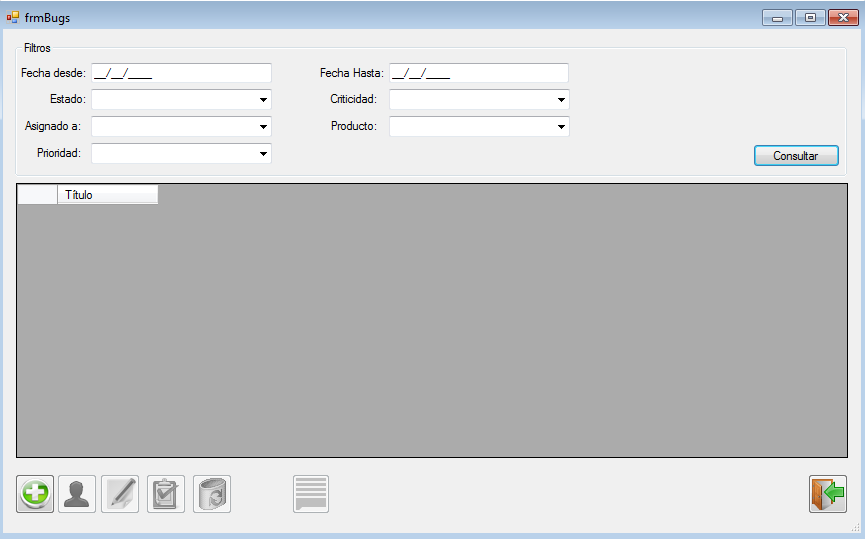 frmBugs
Filtros
Fecha desde: __/__/____ Fecha Hasta: __/__/____
Estado: Criticidad:
Asignado a: Producto:
Prioridad:
Consultar
Título